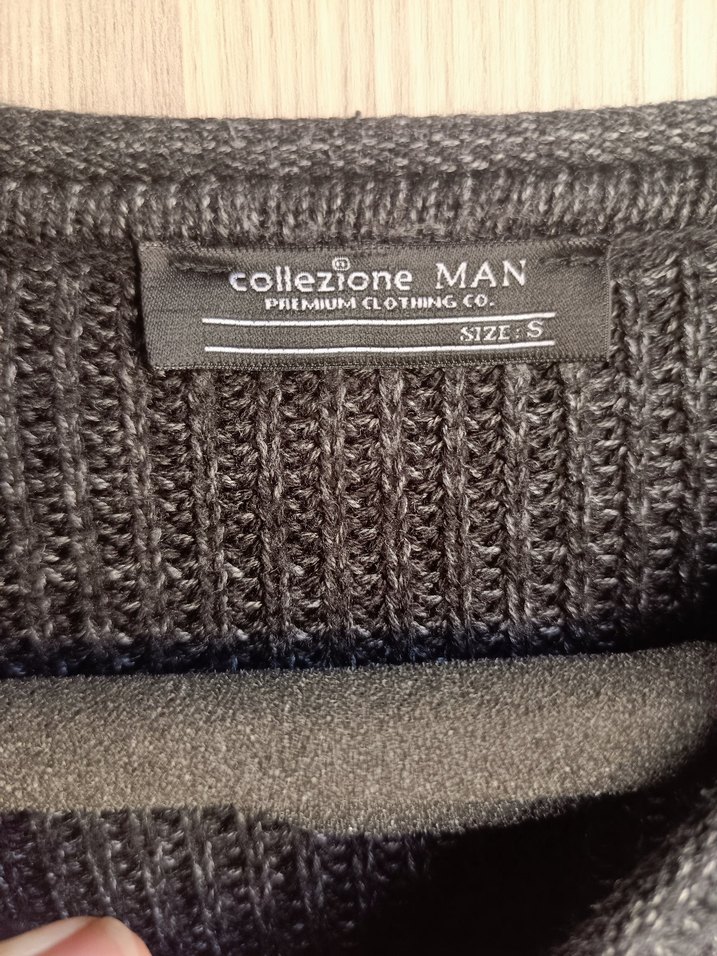 collezione MAN
PREMIUM CLOTHING CO.
SIZE: S